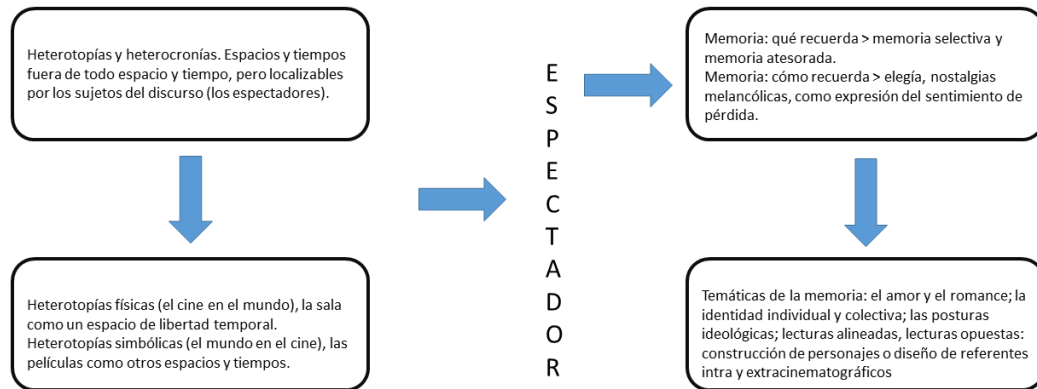 Heterotopías y heterocronías. Espacios y tiempos
fuera de todo espacio y tiempo, pero localizables
por los sujetos del discurso (los espectadores).
Heterotopías físicas (el cine en el mundo), la sala
como un espacio de libertad temporal.
Heterotopías simbólicas (el mundo en el cine), las
películas como otros espacios y tiempos.
E
S
P
E
C
T
A
D
O
R
Memoria: qué recuerda > memoria selectiva y
memoria atesorada.
Memoria: cómo recuerda > elegía, nostalgias
melancólicas, como expresión del sentimiento de
pérdida.
Temáticas de la memoria: el amor y el romance; la
identidad individual y colectiva; las posturas
ideológicas; lecturas alineadas, lecturas opuestas:
construcción de personajes o diseño de referentes
intra y extracinematográficos